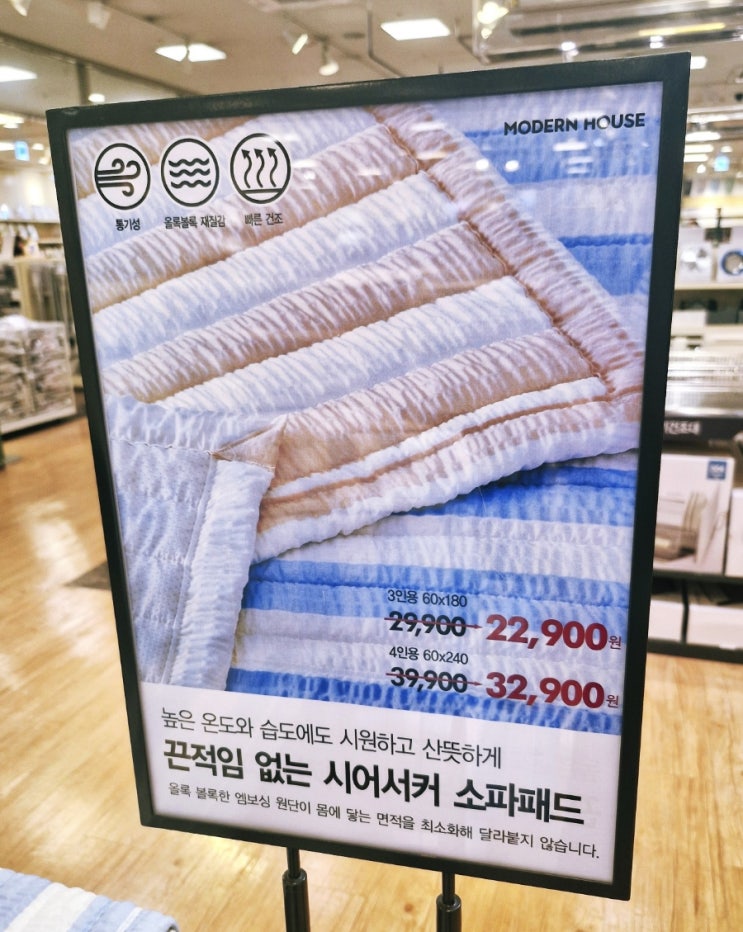 MODERN HOUSE
통기성
올록볼록 재질감
빠른 건조
3인용 60x180
29,900 22,900원
4인용 60x240
39,900 32,900원
높은 온도와 습도에도 시원하고 산뜻하게
끈적임 없는 시어서커 소파패드
올록 볼록한 엠보싱 원단이 몸에 닿는 면적을 최소화해 달라붙지 않습니다.